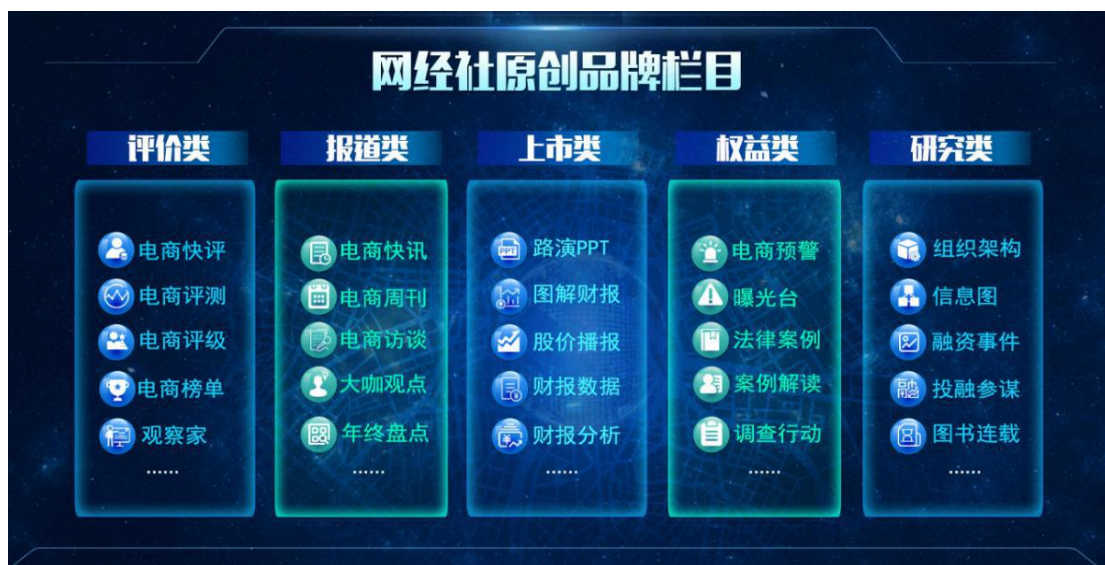 网经社原创品牌栏目
评价类
电商快评
电商评测
电商评级
电商榜单
观察家
......
报道类
电商快讯
电商周刊
电商访谈
大咖观点
年终盘点
......
上市类
PPT
路演PPT
图解财报
股价播报
财报数据
财报分析
......
权益类
电商预警
曝光台
法律案例
案例解读
调查行动
......
研究类
组织架构
信息图
融资事件
融
投融参谋
图书连载
......